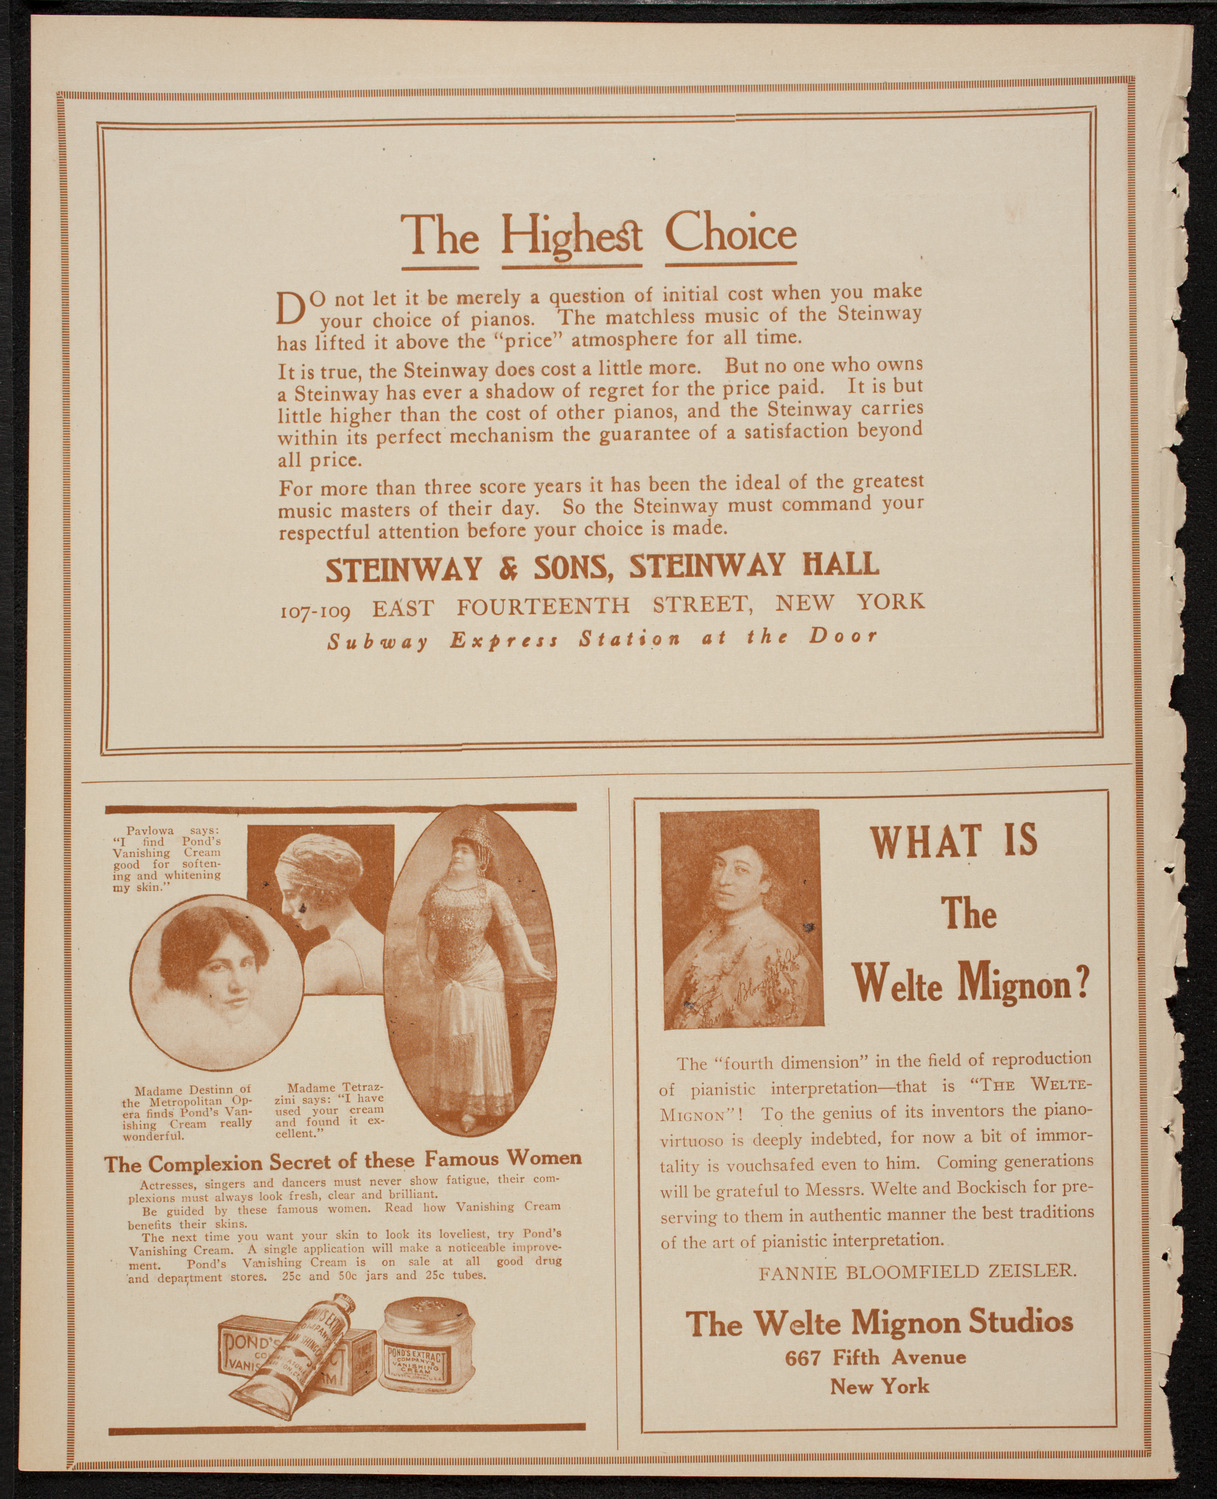 The Highest Choice
DO not let it be merely a question of initial cost when you make
your choice of pianos. The matchless music of the Steinway
has lifted it above the "price" atmosphere for all time.
It is true, the Steinway does cost a little more. But no one who owns
a Steinway has ever a shadow of regret for the price paid. It is but
little higher than the cost of other pianos, and the Steinway carries
within its perfect mechanism the guarantee of a satisfaction beyond
all price.
For more than three score years it has been the ideal of the greatest
music masters of their day. So the Steinway must command your
respectful attention before your choice is made.
STEINWAY & SONS, STEINWAY HALL
107-109 EAST FOURTEENTH STREET, NEW YORK
Subway Express Station at the Door
Pavlowa says:
"I find Pond's
Vanishing Cream
good for soften-
ing and whitening
my skin."
Madame Destinn of
the Metropolitan Op-
era finds Pond's Van-
ishing Cream really
wonderful.
Madame Tetraz-
zini says: "I have
used your cream
and found it ex-
cellent."
The Complexion Secret of these Famous Women
Actresses, singers and dancers must never show fatigue, their com-
plexions must always look fresh, clear and brilliant.
Be guided by these famous women. Read how Vanishing Cream
benefits their skins.
The next time you want your skin to look its loveliest, try Pond's
Vanishing Cream. A single application will make a noticeable improve-
ment. Pond's Vanishing Cream is on sale at all good drug
and department stores. 25c and 50c jars and 25c tubes.
POND'S
VANIS
POND'S EXTRACT
COMPANY'S
VANISHING
CREAM
WHAT IS
The
Welte Mignon?
The "fourth dimension" in the field of reproduction
of pianistic interpretation—that is "THE WELTE-
MIGNON"! To the genius of its inventors the piano-
virtuoso is deeply indebted, for now a bit of immor-
tality is vouchsafed even to him. Coming generations
will be grateful to Messrs. Welte and Bockisch for pre-
serving to them in authentic manner the best traditions
of the art of pianistic interpretation.
FANNIE BLOOMFIELD ZEISLER.
The Welte Mignon Studios
667 Fifth Avenue
New York